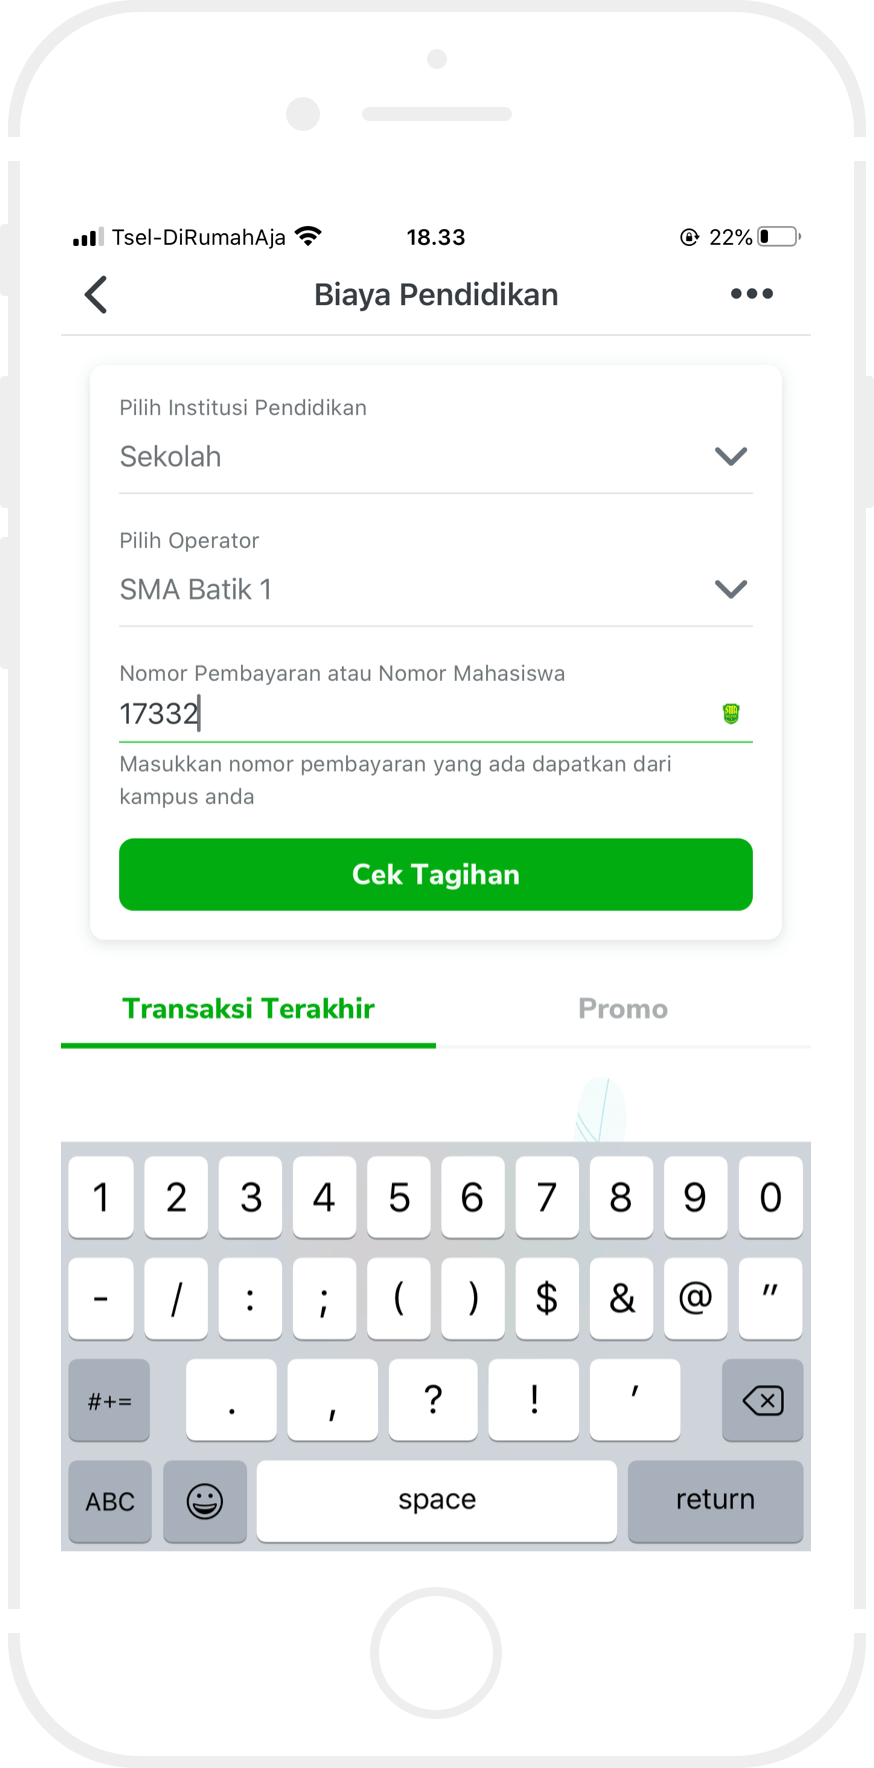 Tsel-DiRumahAja 18.33 22%
Biaya Pendidikan
Pilih Institusi Pendidikan
Sekolah
Pilih Operator
SMA Batik 1
Nomor Pembayaran atau Nomor Mahasiswa
17332
Masukkan nomor pembayaran yang ada dapatkan dari
kampus anda
Cek Tagihan
Transaksi Terakhir Promo
1 2 3 4 5 6 7 8 9 0
- / : ; ( ) $ & @ "
#+= . , ? ! '
ABC space return